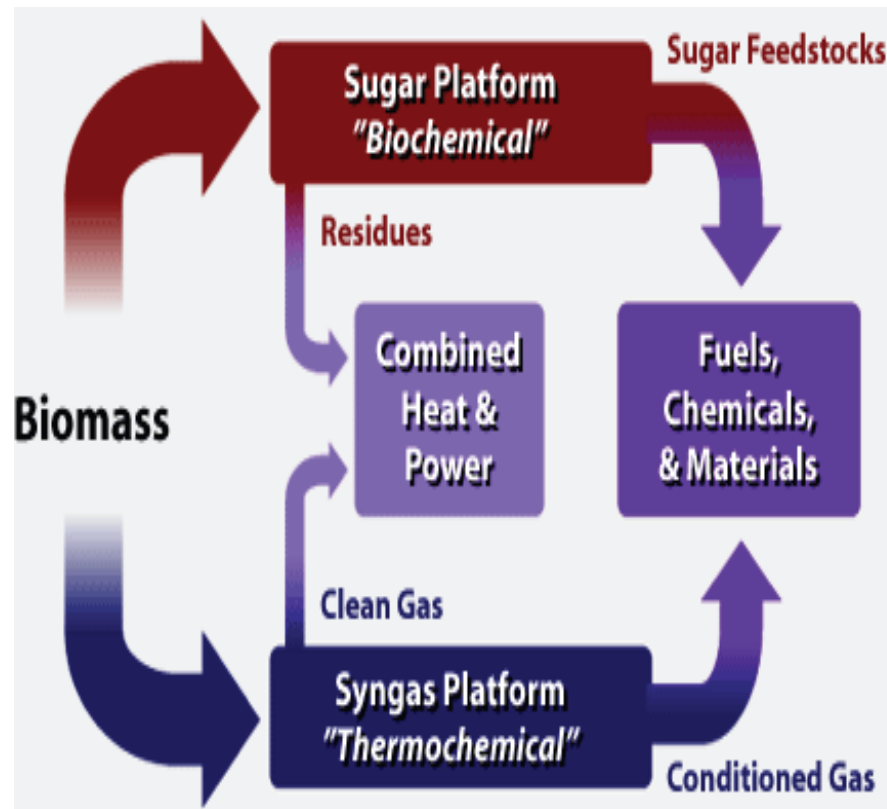 Sugar Feedstocks
Sugar Platform
"Biochemical"
Residues
Combined
Heat &
Power
Fuels,
Chemicals,
& Materials
Biomass
Clean Gas
Syngas Platform
"Thermochemical"
Conditioned Gas